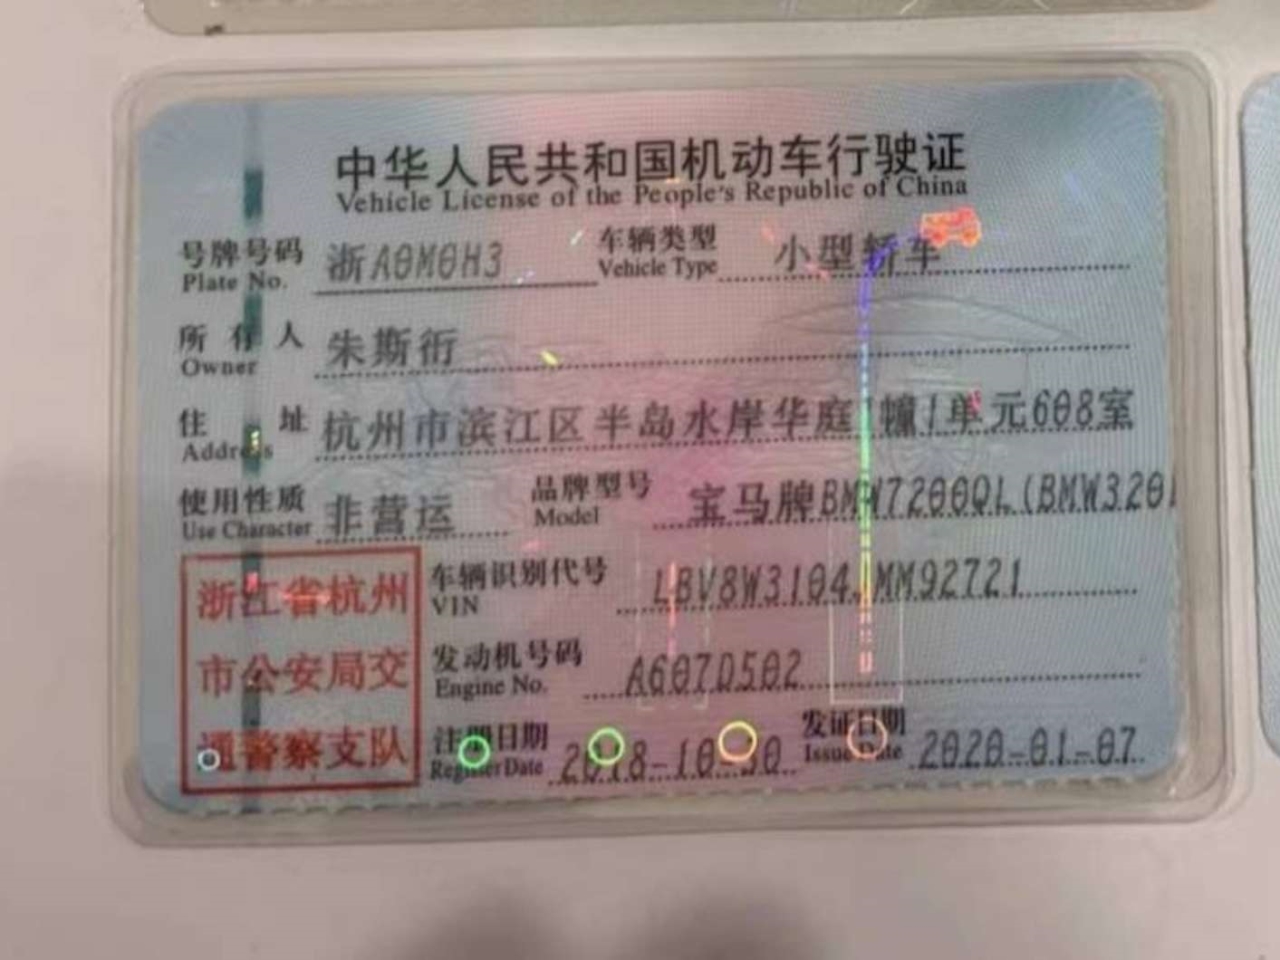 中华人民共和国机动车行驶证
Vehicle License of the People's Republic of China
号牌号码 浙A0M0H3 车辆类型 小型轿车
Plate No. Vehicle Type
所有人 朱斯衎
Owner
住址 杭州市滨江区半岛水岸华庭 幢1单元608室
Address
使用性质 非营运 品牌型号 宝马牌BMW7200QL(BMW320
Use Character Model
浙江省杭州
市公安局交
通警察支队
车辆识别代号 LBV8W3104JMM92721
VIN
发动机号码 A607D502
Engine No.
注册日期 2018-10-30 发证日期 2020-01-07
Register Date Issue Date